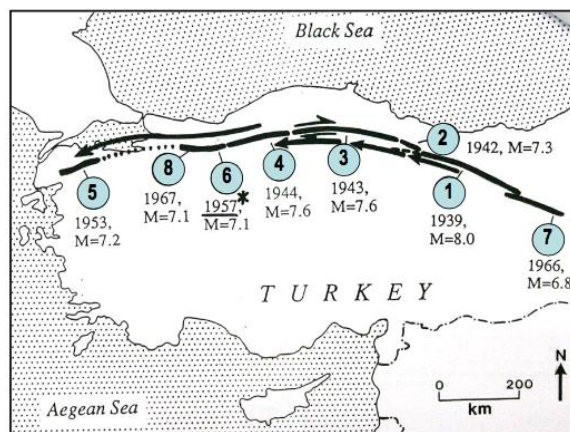 Black Sea
2
1942, M=7.3
5
8
6
4
3
1
7
1953,
M=7.2
1967,
M=7.1
1957,*
M=7.1
1944,
M=7.6
1943,
M=7.6
1939,
M=8.0
1966,
M=6.8
TURKEY
N
0 200
km
Aegean Sea